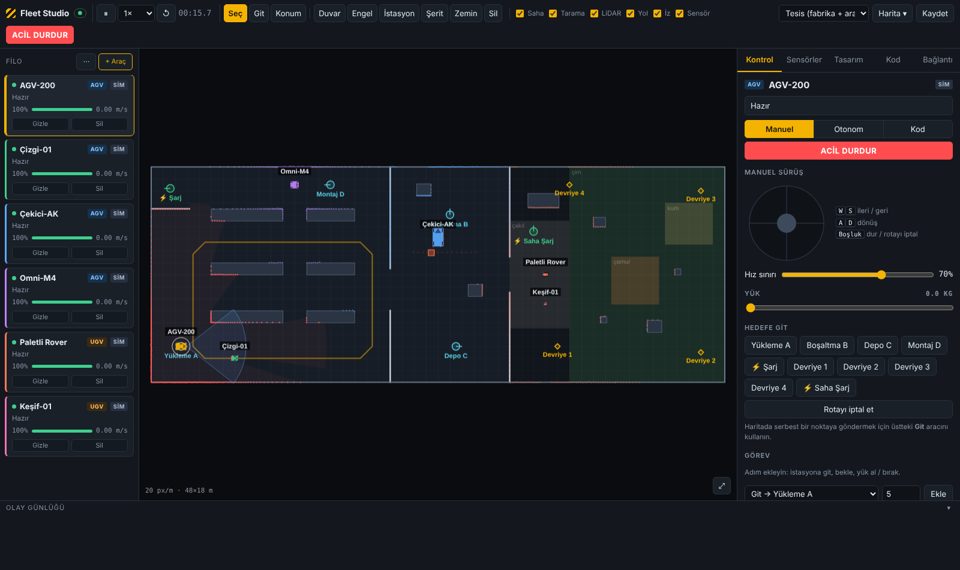 Fleet Studio
1×
00:15.7
Seç
Git
Konum
Duvar
Engel
İstasyon
Şerit
Zemin
Sil
Saha
Tarama
LiDAR
Yol
İz
Sensör
Tesis (fabrika + ara
Harita ▾
Kaydet
ACİL DURDUR
FİLO
...
+ Araç
AGV-200
AGV
SİM
Hazır
100%
0.00 m/s
Gizle
Sil
Çizgi-01
AGV
SİM
Hazır
100%
0.00 m/s
Gizle
Sil
Çekici-AK
AGV
SİM
Hazır
100%
0.00 m/s
Gizle
Sil
Omni-M4
AGV
SİM
Hazır
100%
0.00 m/s
Gizle
Sil
Paletli Rover
UGV
SİM
Hazır
100%
0.00 m/s
Gizle
Sil
Keşif-01
UGV
SİM
Hazır
100%
0.00 m/s
Gizle
Sil
Omni-M4
⚡ Şarj
Montaj D
Çekici-AK
a B
çim
Devriye 4
Devriye 3
kum
çakıl
⚡ Saha Şarj
Paletli Rover
çamur
Keşif-01
AGV-200
Yükleme A
Çizgi-01
Depo C
Devriye 1
Devriye 2
20 px/m · 48×18 m
Kontrol
Sensörler
Tasarım
Kod
Bağlantı
AGV
AGV-200
SİM
Hazır
Manuel
Otonom
Kod
ACİL DURDUR
MANUEL SÜRÜŞ
W S ileri / geri
A D dönüş
Boşluk dur / rotayı iptal
Hız sınırı
70%
YÜK
0.0 KG
HEDEFE GİT
Yükleme A
Boşaltma B
Depo C
Montaj D
⚡ Şarj
Devriye 1
Devriye 2
Devriye 3
Devriye 4
⚡ Saha Şarj
Rotayı iptal et
Haritada serbest bir noktaya göndermek için üstteki Git aracını
kullanın.
GÖREV
Adım ekleyin: istasyona git, bekle, yük al / bırak.
Git → Yükleme A
5
Ekle
OLAY GÜNLÜĞÜ